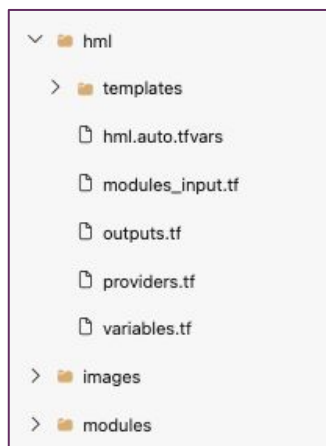 hml
templates
hml.auto.tfvars
modules_input.tf
outputs.tf
providers.tf
variables.tf
images
modules